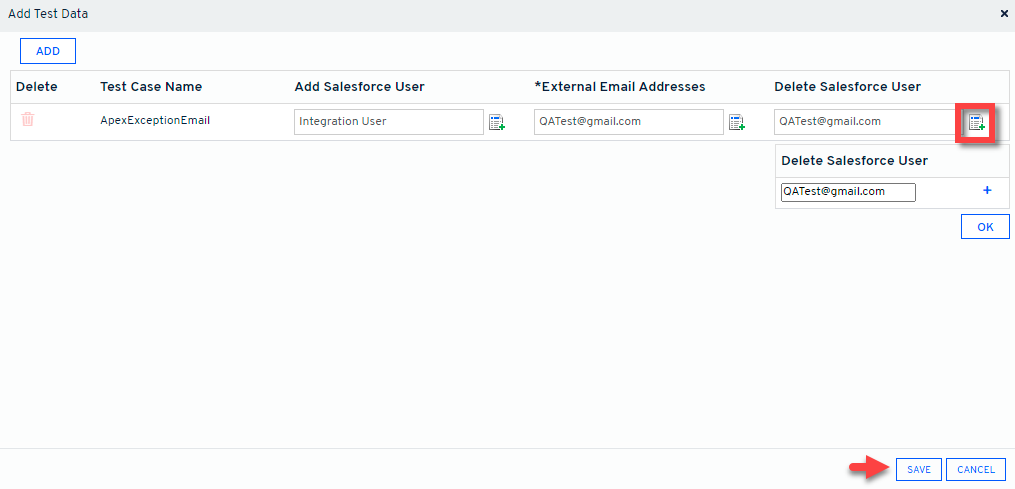 Add Test Data
×
ADD
Delete Test Case Name Add Salesforce User *External Email Addresses Delete Salesforce User
ApexExceptionEmail Integration User QATest@gmail.com QATest@gmail.com
Delete Salesforce User
QATest@gmail.com +
OK
SAVE CANCEL